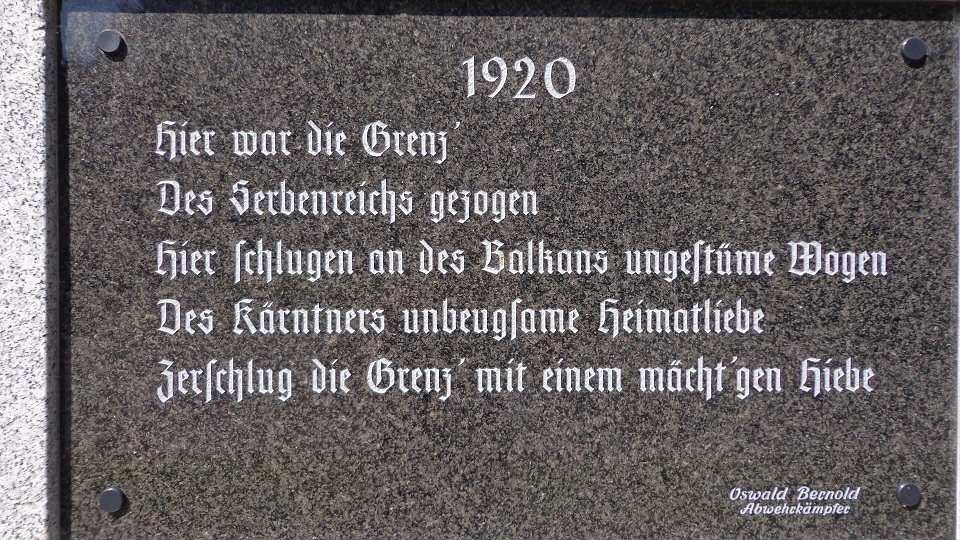 1920
Hier war die Grenz’
Des Serbenreichs gezogen
Hier schlugen an des Balkans ungestüme Wogen
Des Kärntners unbeugsame Heimatliebe
Zerschlug die Grenz’ mit einem mächt’gen Hiebe
Oswald Bernold
Abwehrkämpfer